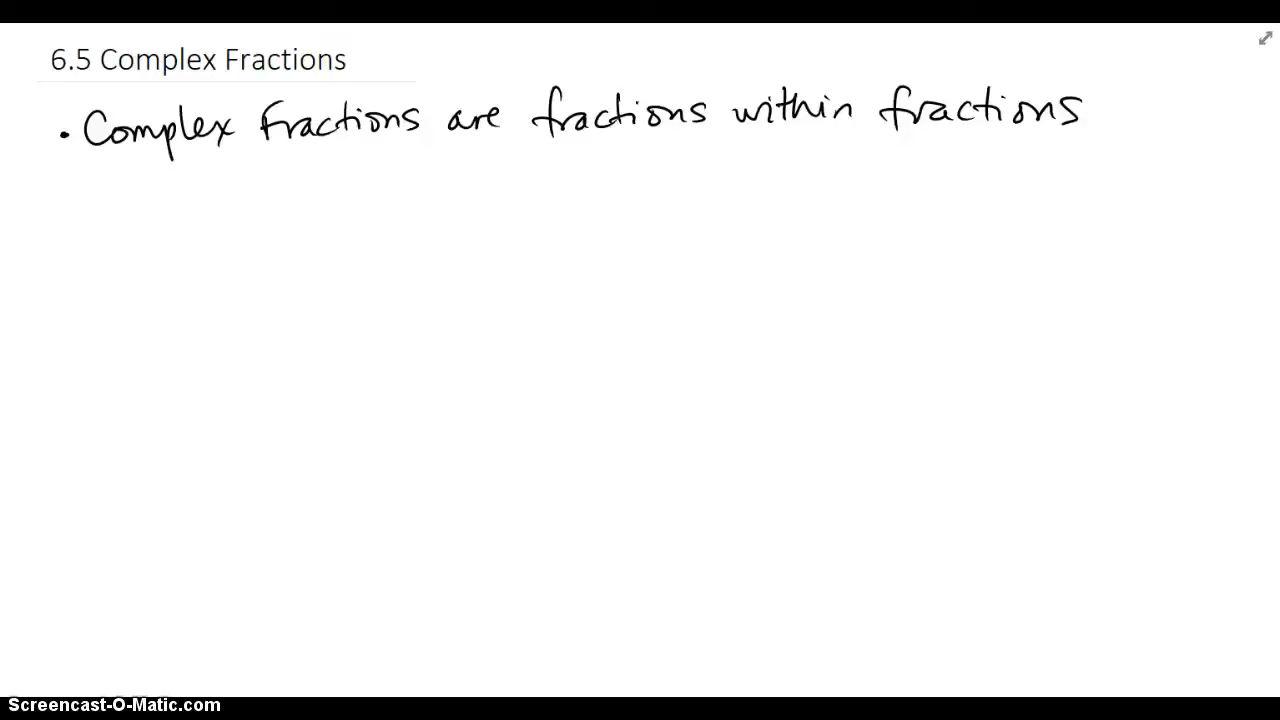 6.5 Complex Fractions
• Complex Fractions are fractions within fractions
Screencast-O-Matic.com